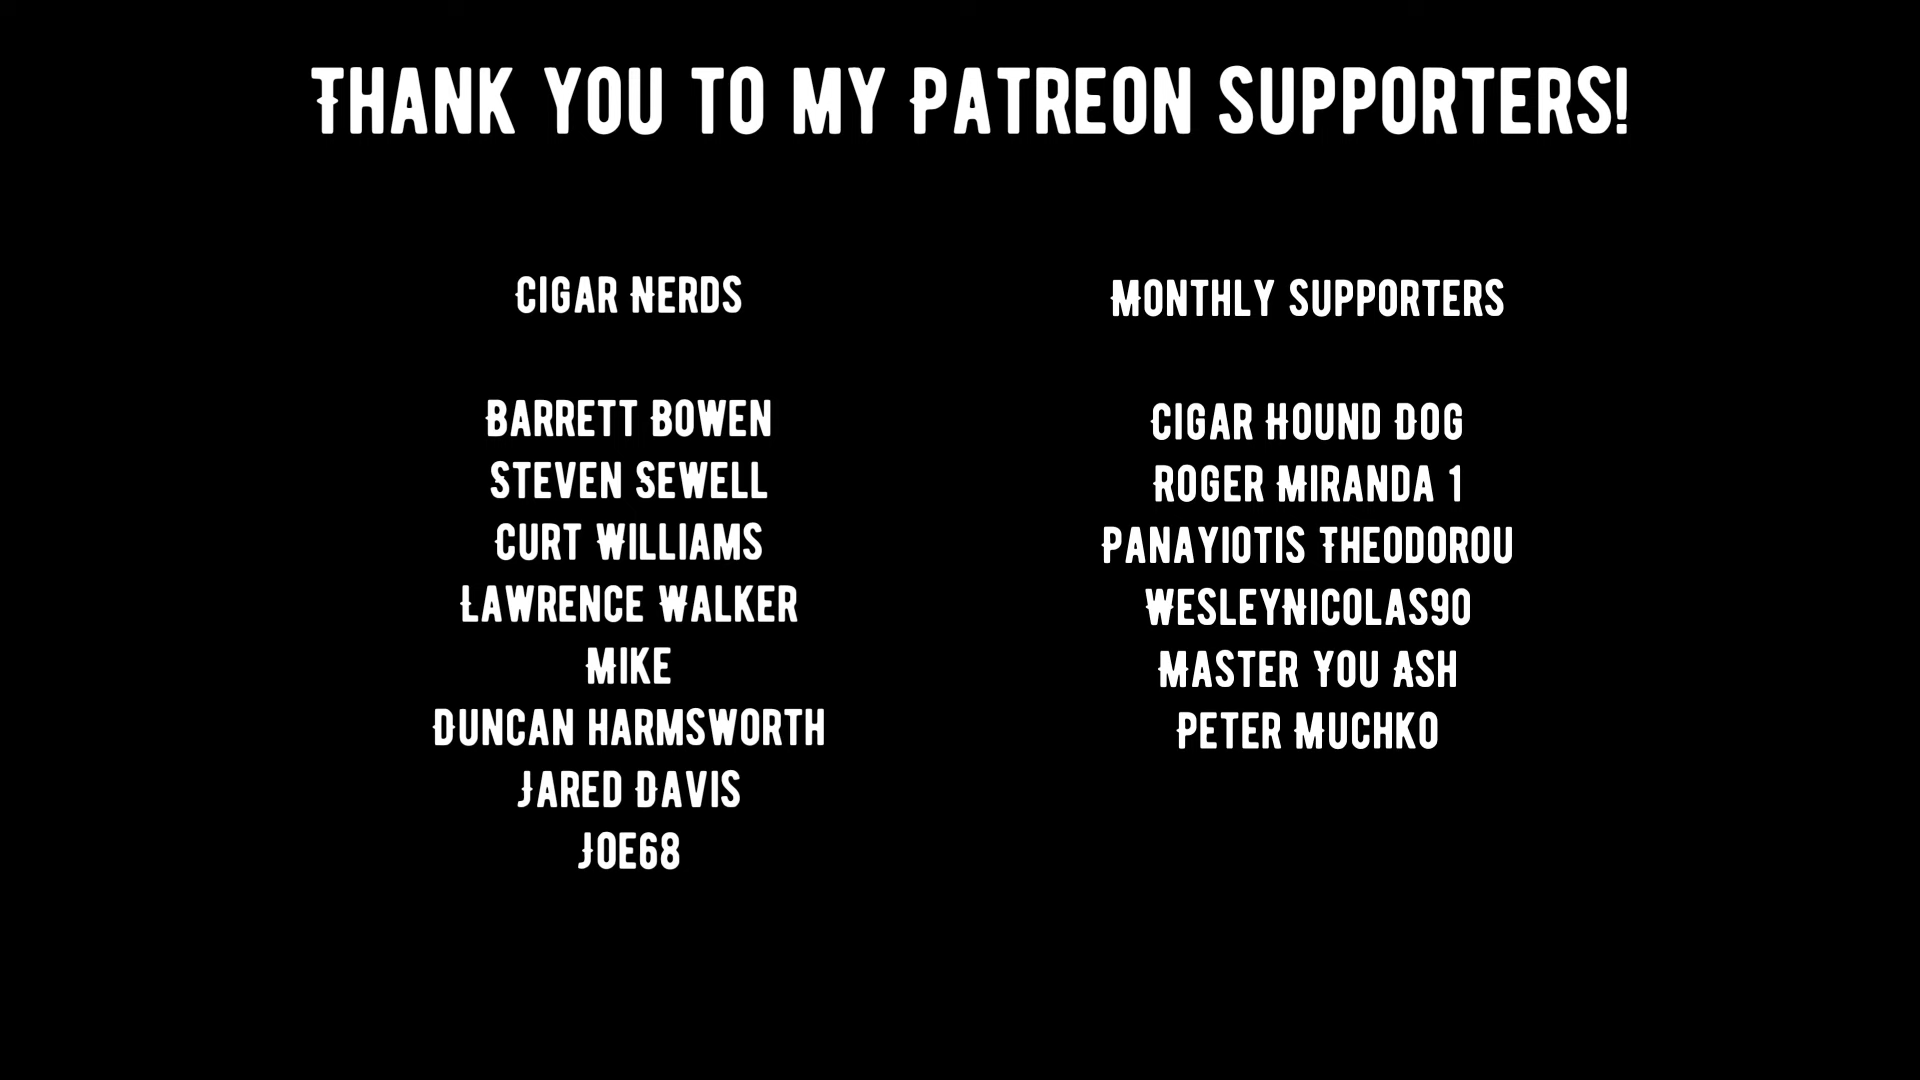 Thank you to my Patreon supporters!
Cigar Nerds
Barrett Bowen
Steven Sewell
Curt Williams
Lawrence Walker
Mike
Duncan harmsworth
Jared Davis
Joe68
Monthly supporters
Cigar Hound Dog
Roger Miranda 1
Panayiotis Theodorou
WesleyNicolas90
Master You Ash
Peter Muchko